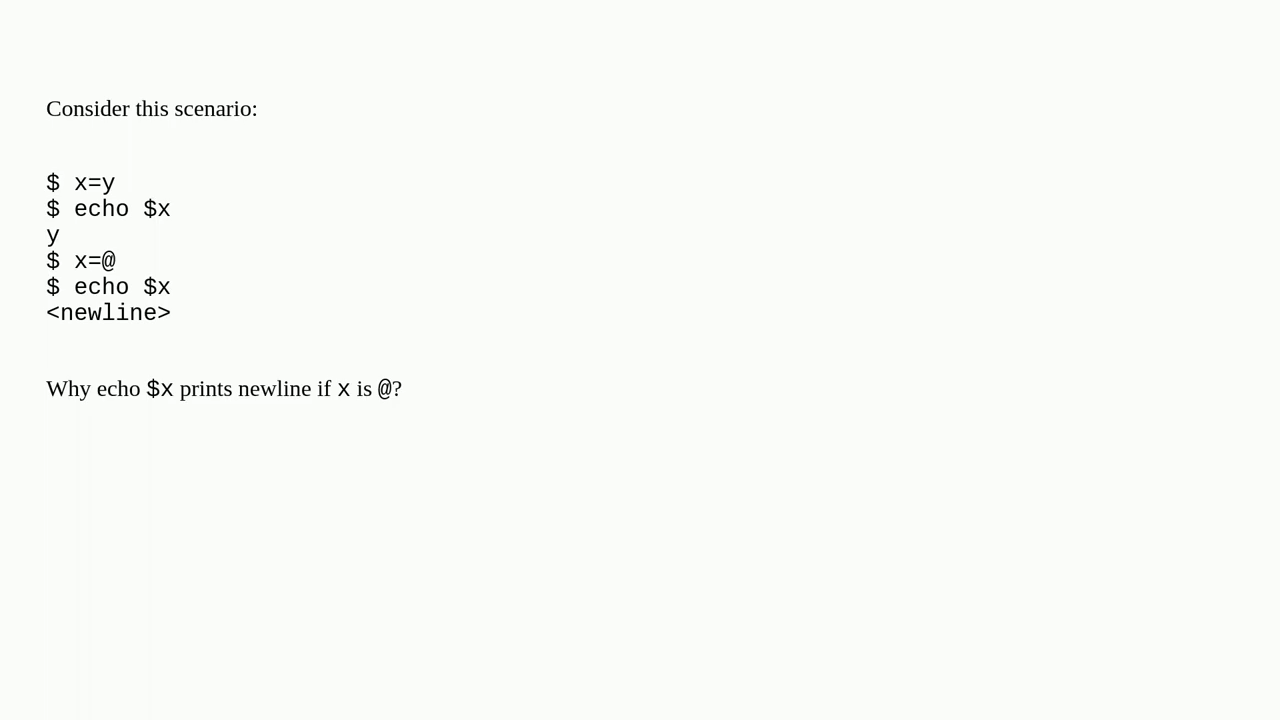 Consider this scenario:
$ x=y
$ echo $x
y
$ x=@
$ echo $x
<newline>
Why echo $x prints newline if x is @?